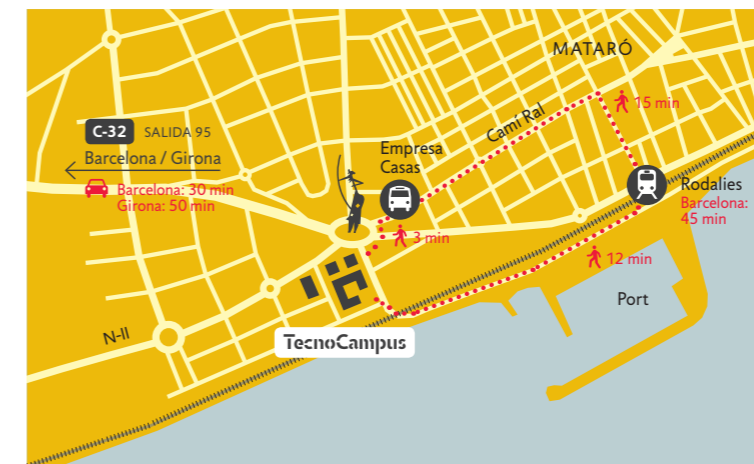 MATARÓ
15 min
Camí Ral
C-32 SALIDA 95
Barcelona / Girona
Barcelona: 30 min
Girona: 50 min
Empresa
Casas
Rodalies
Barcelona:
45 min
3 min
12 min
Port
N-II
TecnoCampus